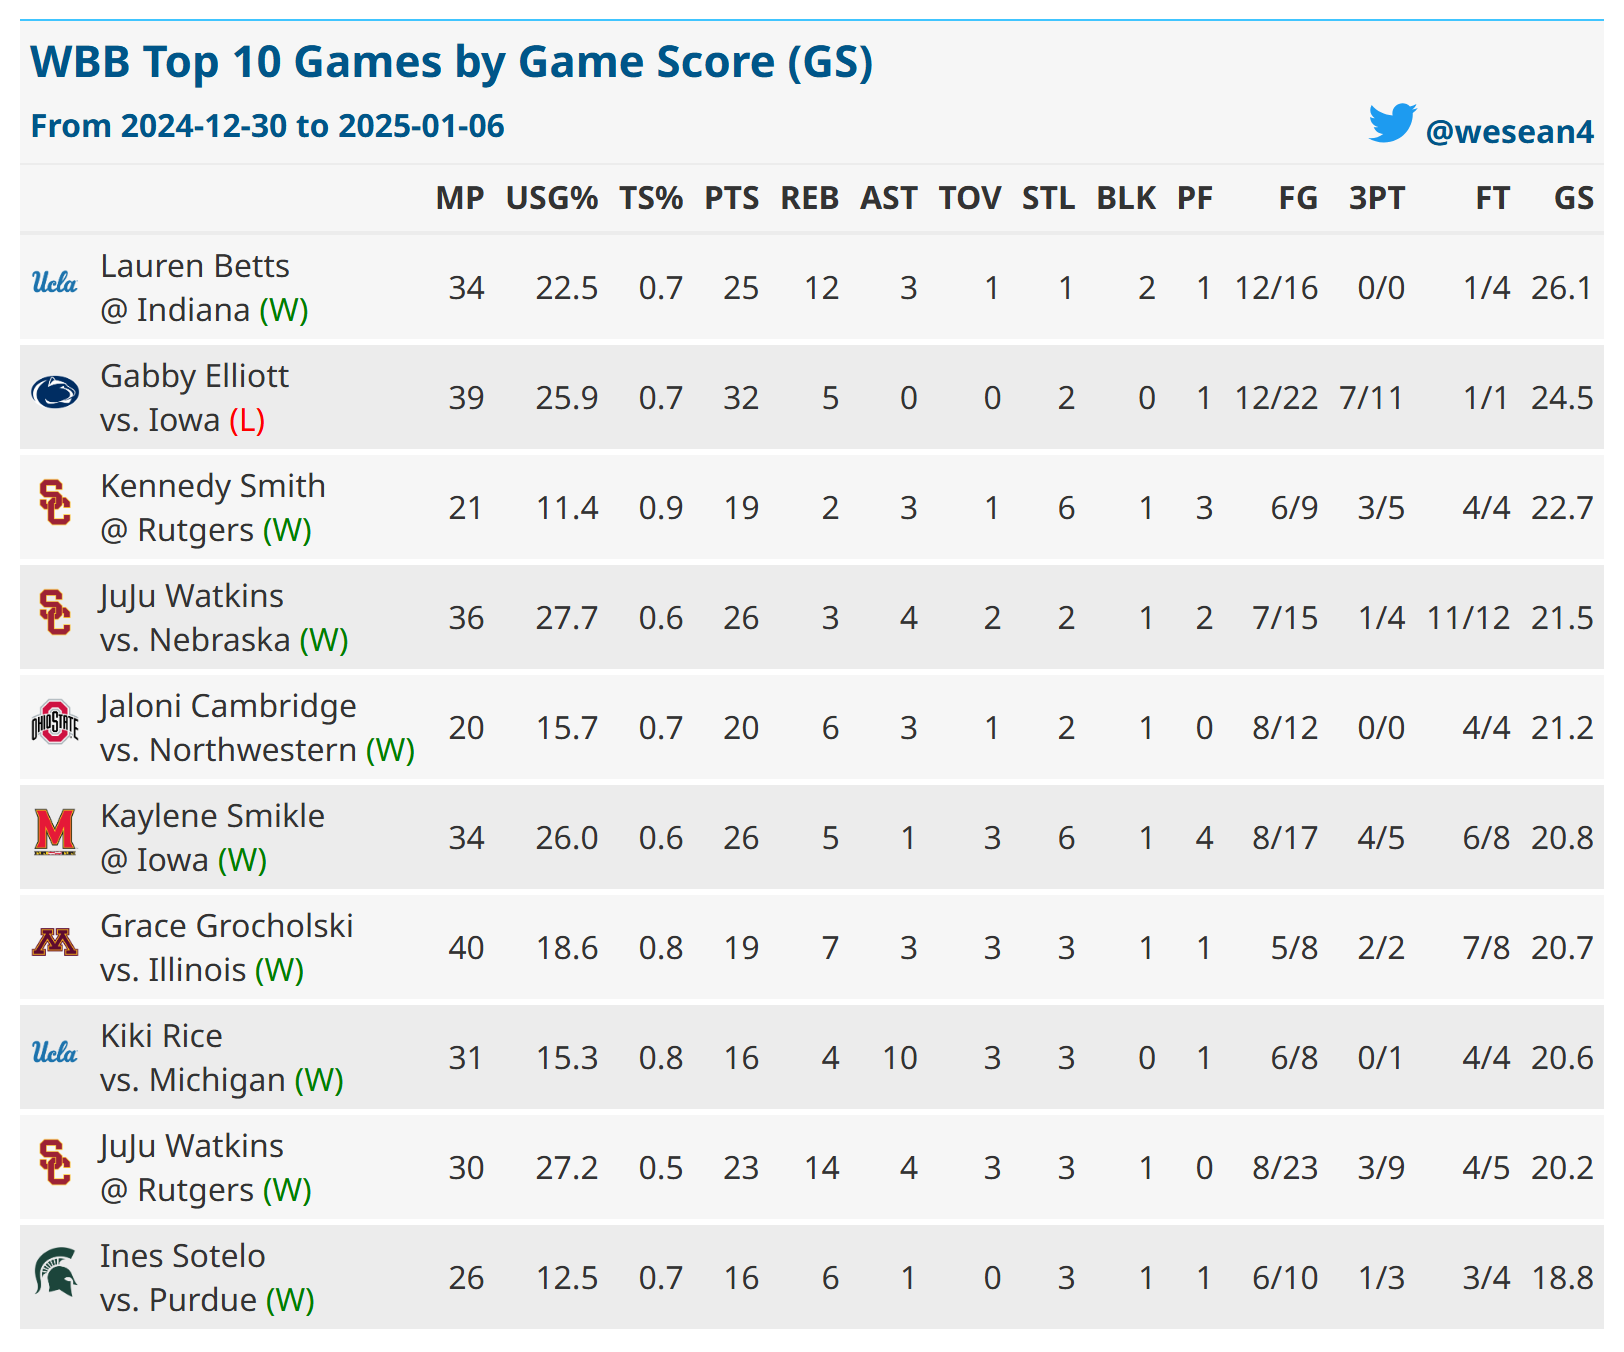 WBB Top 10 Games by Game Score (GS)
From 2024-12-30 to 2025-01-06
@wesean4
MP USG% TS% PTS REB AST TOV STL BLK PF FG 3PT FT GS
Ucla Lauren Betts
@ Indiana (W)
34 22.5 0.7 25 12 3 1 1 2 1 12/16 0/0 1/4 26.1
Gabby Elliott
vs. Iowa (L)
39 25.9 0.7 32 5 0 0 2 0 1 12/22 7/11 1/1 24.5
SC Kennedy Smith
@ Rutgers (W)
21 11.4 0.9 19 2 3 1 6 1 3 6/9 3/5 4/4 22.7
SC JuJu Watkins
vs. Nebraska (W)
36 27.7 0.6 26 3 4 2 2 1 2 7/15 1/4 11/12 21.5
OHIO STATE Jaloni Cambridge
vs. Northwestern (W)
20 15.7 0.7 20 6 3 1 2 1 0 8/12 0/0 4/4 21.2
M Kaylene Smikle
@ Iowa (W)
34 26.0 0.6 26 5 1 3 6 1 4 8/17 4/5 6/8 20.8
M Grace Grocholski
vs. Illinois (W)
40 18.6 0.8 19 7 3 3 3 1 1 5/8 2/2 7/8 20.7
Ucla Kiki Rice
vs. Michigan (W)
31 15.3 0.8 16 4 10 3 3 0 1 6/8 0/1 4/4 20.6
SC JuJu Watkins
@ Rutgers (W)
30 27.2 0.5 23 14 4 3 3 1 0 8/23 3/9 4/5 20.2
Ines Sotelo
vs. Purdue (W)
26 12.5 0.7 16 6 1 0 3 1 1 6/10 1/3 3/4 18.8